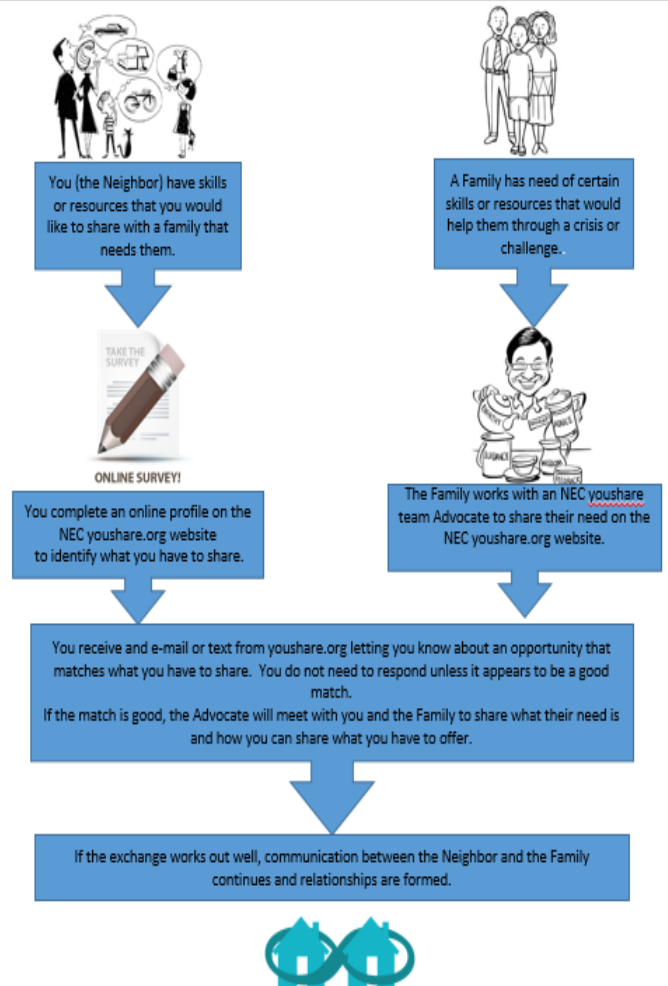 You (the Neighbor) have skills
or resources that you would
like to share with a family that
needs them.
A Family has need of certain
skills or resources that would
help them through a crisis or
challenge..
TAKE THE
SURVEY
ONLINE SURVEY!
EMPATHY
GUIDANCE
You complete an online profile on the
NEC youshare.org website
to identify what you have to share.
The Family works with an NEC youshare
team Advocate to share their need on the
NEC youshare.org website.
You receive and e-mail or text from youshare.org letting you know about an opportunity that
matches what you have to share. You do not need to respond unless it appears to be a good
match.
If the match is good, the Advocate will meet with you and the Family to share what their need is
and how you can share what you have to offer.
If the exchange works out well, communication between the Neighbor and the Family
continues and relationships are formed.